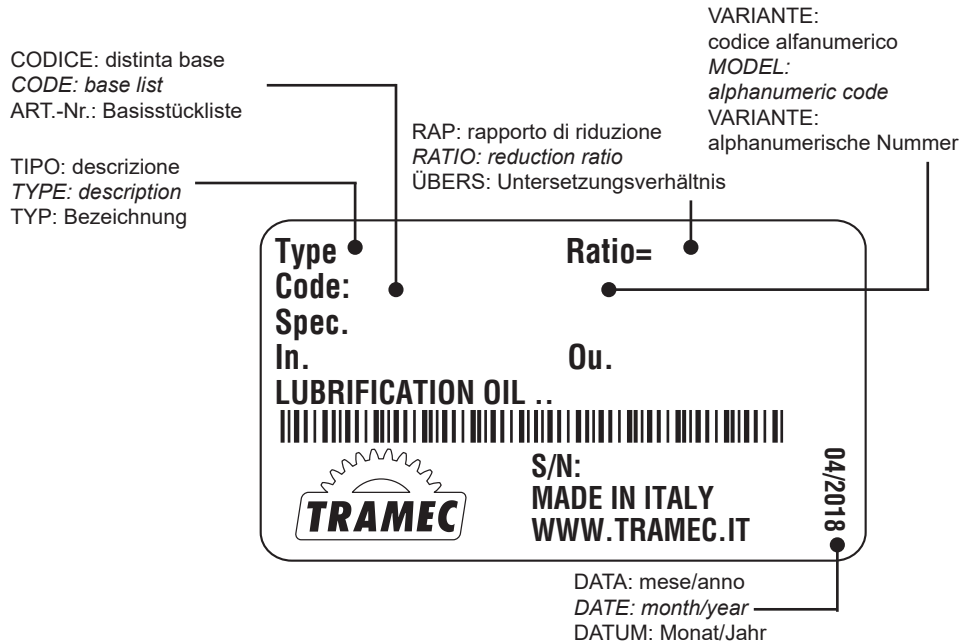 VARIANTE:
codice alfanumerico
MODEL:
alphanumeric code
VARIANTE:
alphanumerische Nummer
CODICE: distinta base
CODE: base list
ART.-Nr.: Basisstückliste
RAP: rapporto di riduzione
RATIO: reduction ratio
ÜBERS: Untersetzungsverhältnis
TIPO: descrizione
TYPE: description
TYP: Bezeichnung
Type
Ratio=
Code:
Spec.
In.
Ou.
LUBRIFICATION OIL ..
TRAMEC
S/N:
MADE IN ITALY
WWW.TRAMEC.IT
04/2018
DATA: mese/anno
DATE: month/year
DATUM: Monat/Jahr